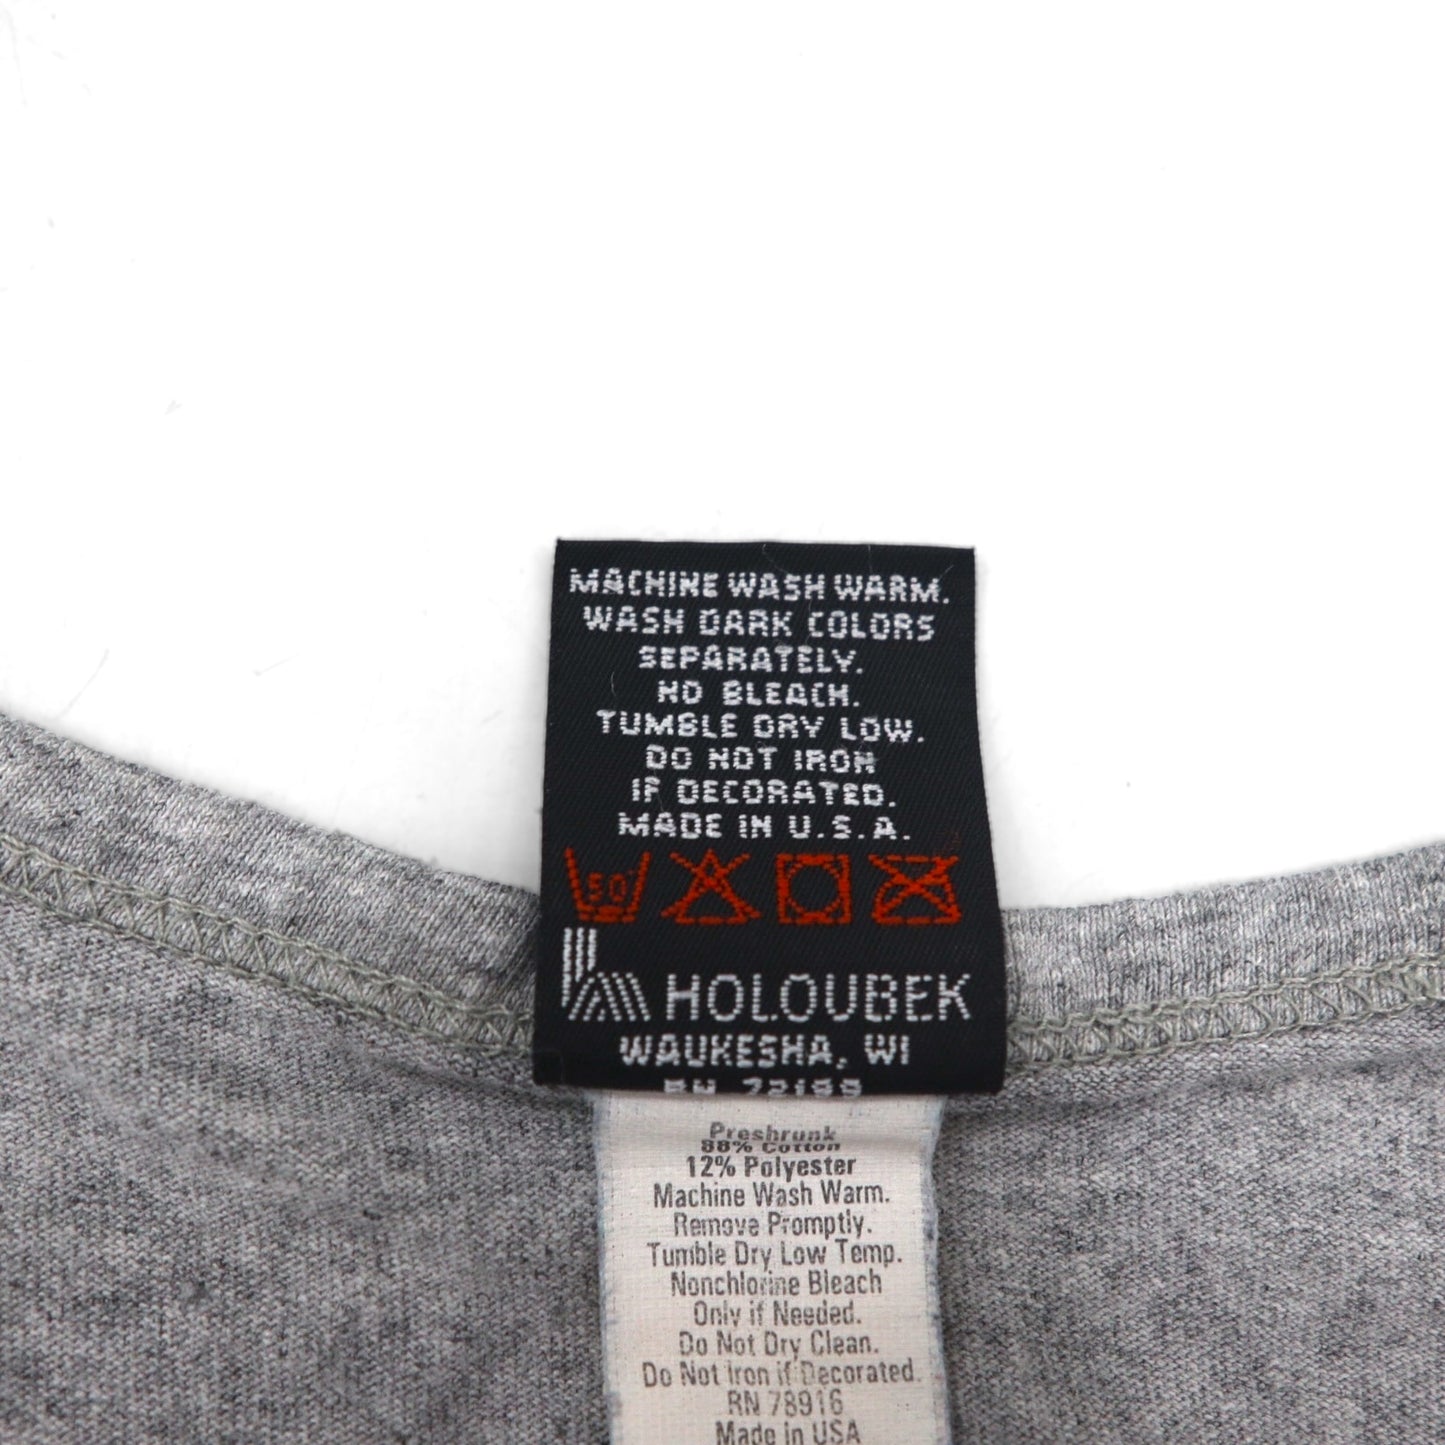 MACHINE WASH WARM.
WASH DARK COLORS
SEPARATELY.
NO BLEACH.
TUMBLE DRY LOW.
DO NOT IRON
IF DECORATED.
MADE IN U.S.A.
50
HOLOUBEK
WAUKESHA, WI
RN
Preshrunk
88% Cotton
12% Polyester
Machine Wash Warm.
Remove Promptly.
Tumble Dry Low Temp.
Nonchlorine Bleach
Only if Needed.
Do Not Dry Clean.
Do Not Iron if Decorated.
RN 78916
Made in USA